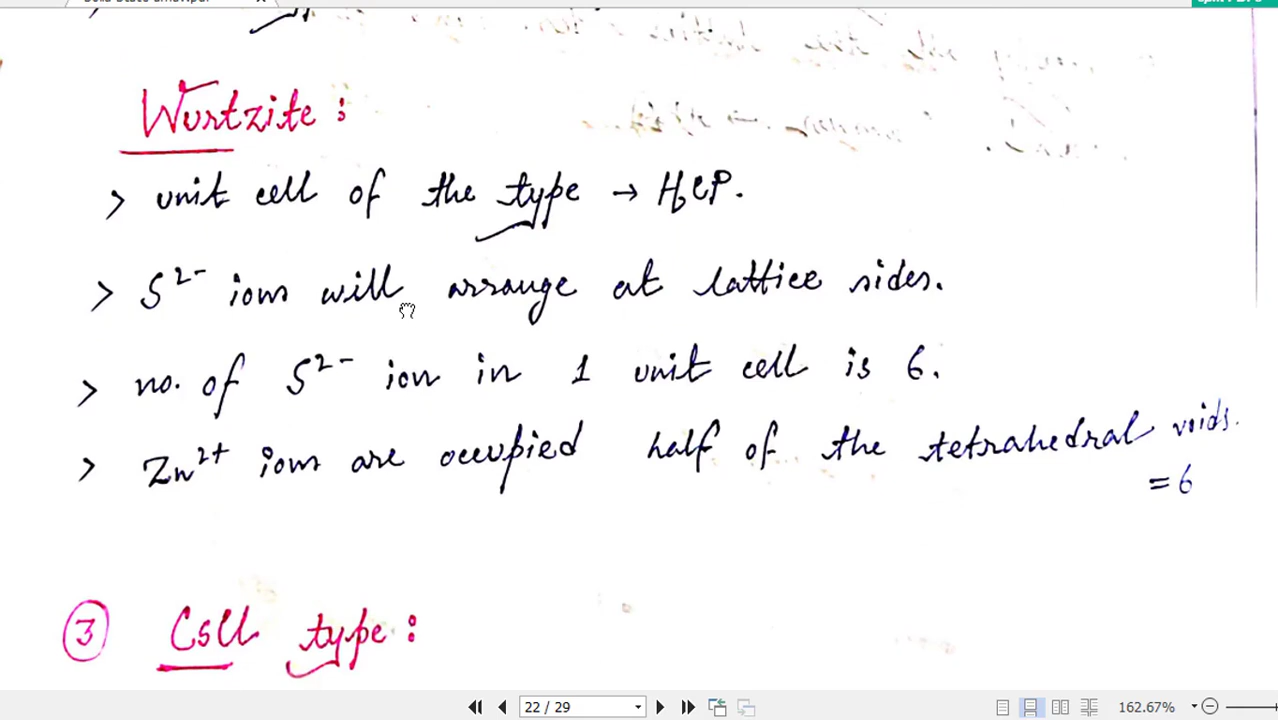 Wurtzite :
> unit cell of the type → HCP.
> S²⁻ ions will arrange at lattice sides.
> no. of S²⁻ ion in 1 unit cell is 6.
> Zn²⁺ ions are occupied half of the tetrahedral voids.
= 6
③ CsCl type :
22 / 29
162.67%